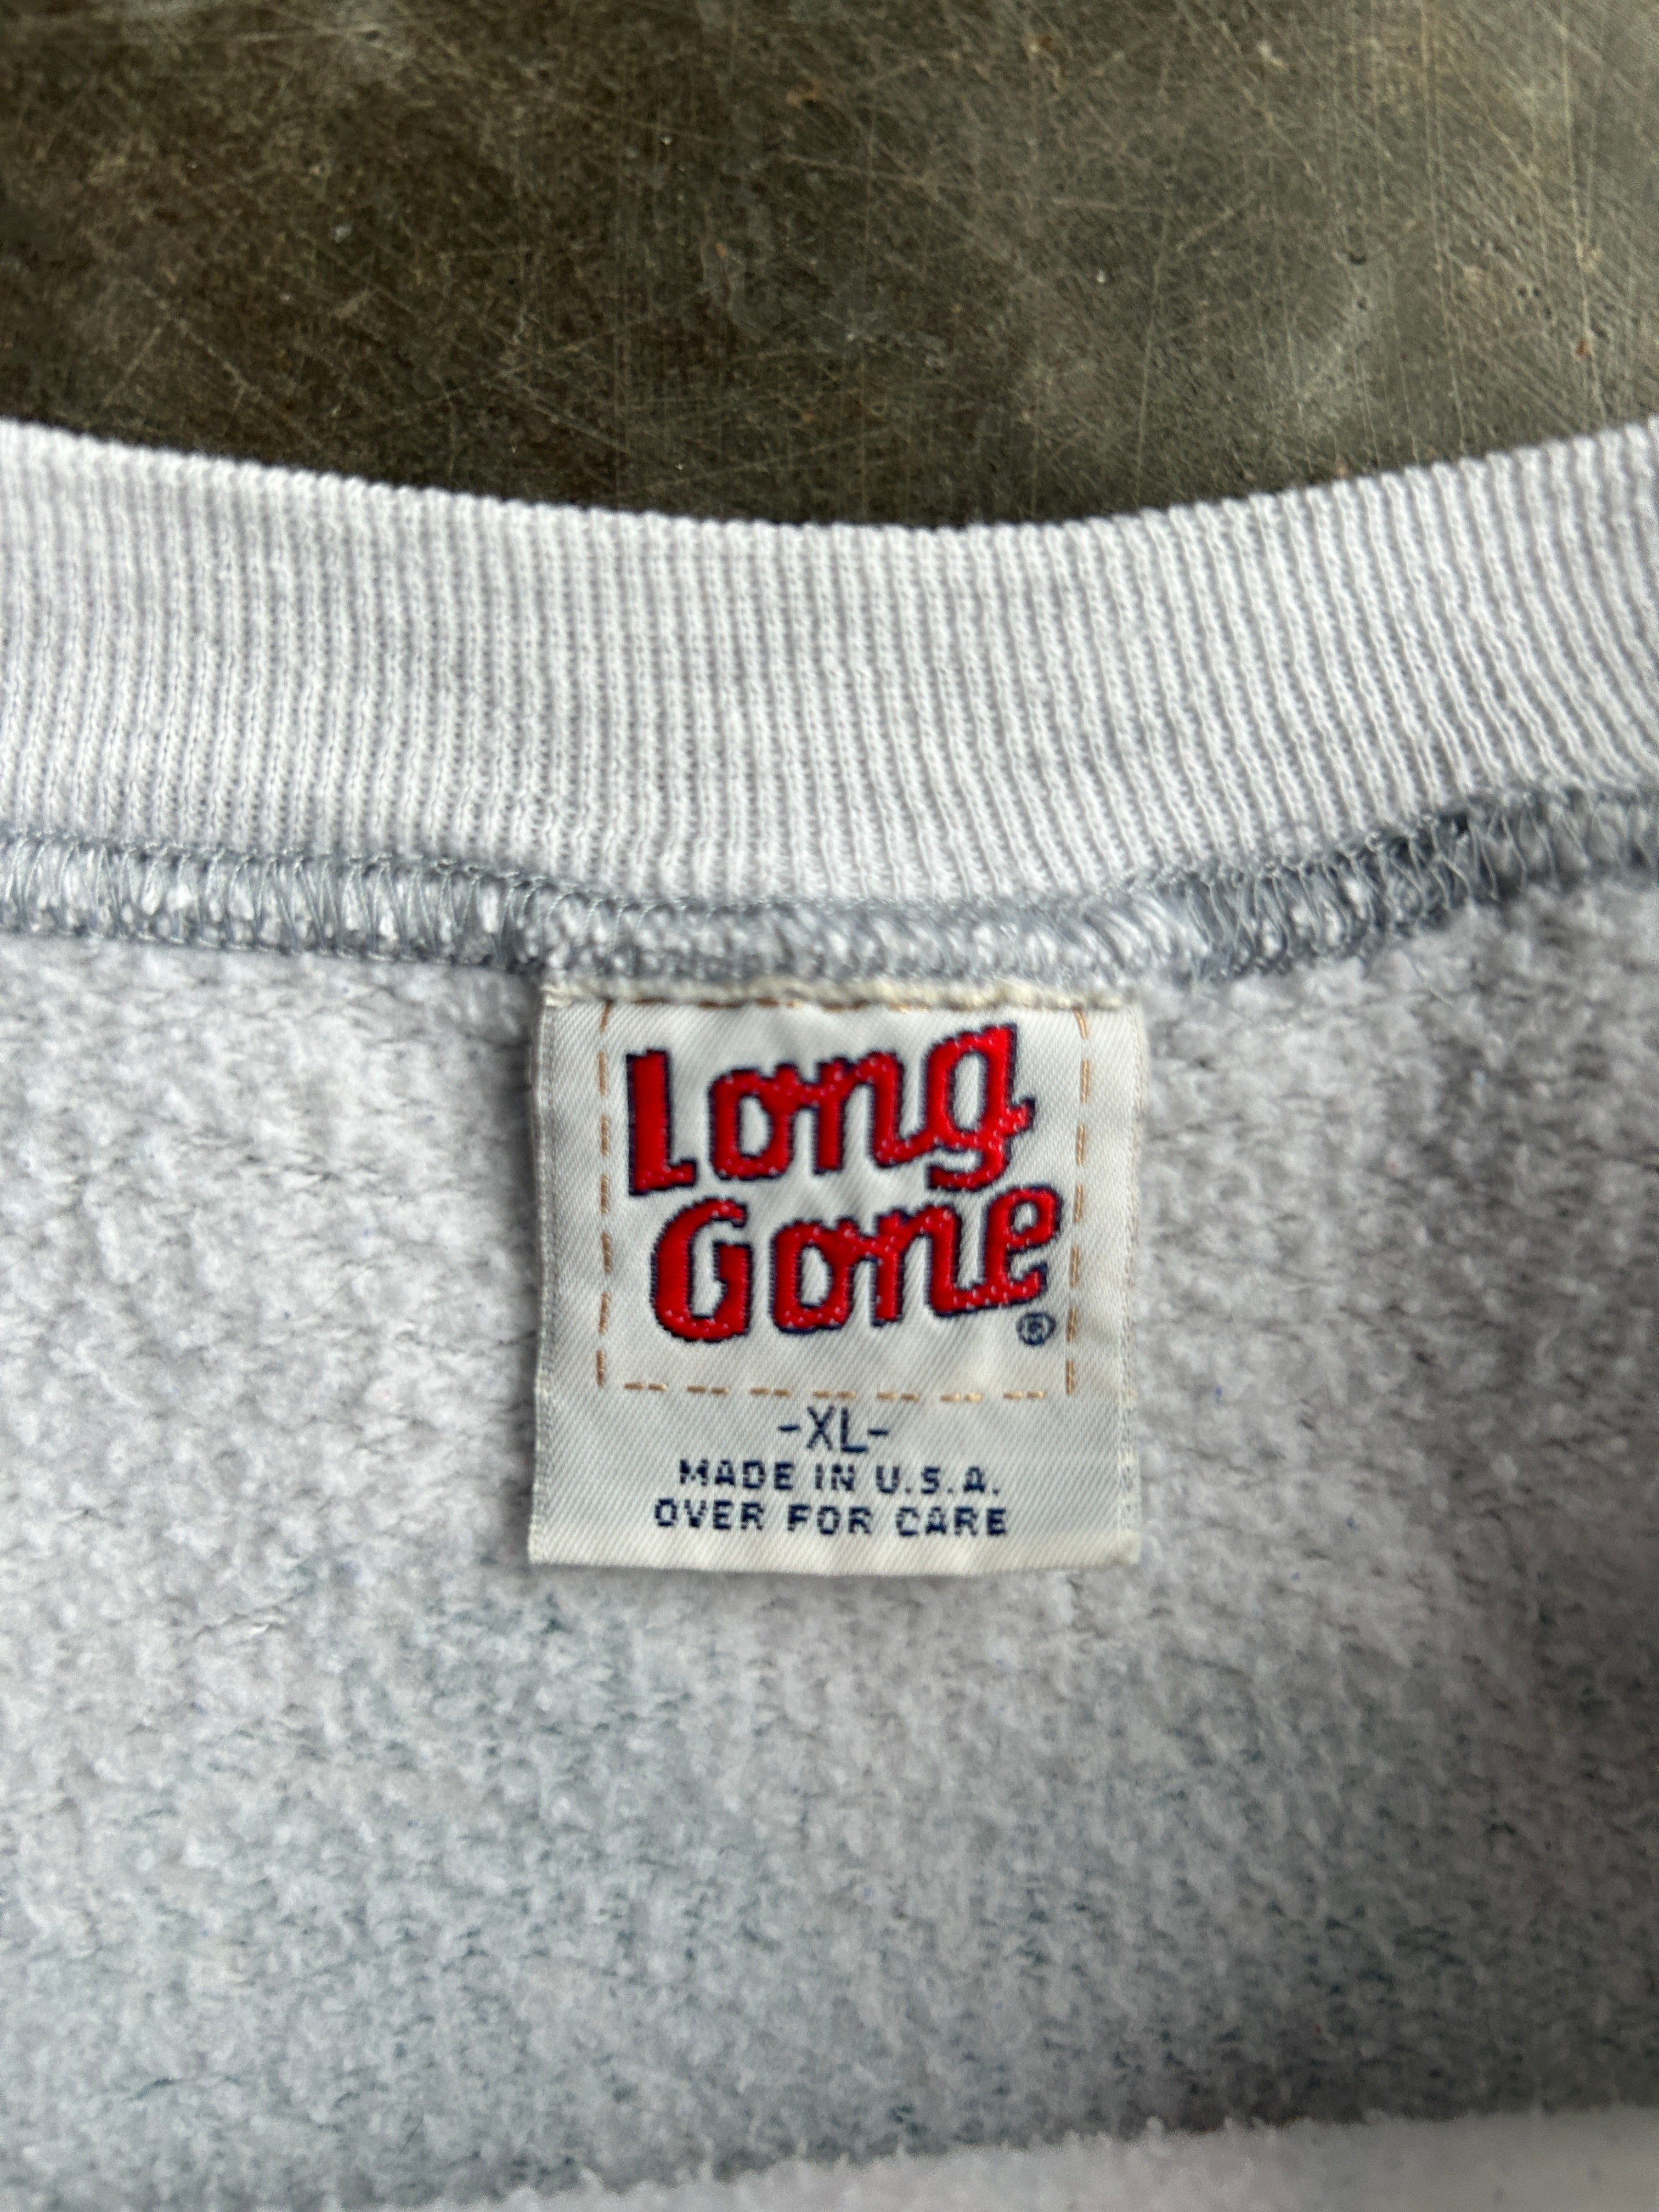 Long
Gone®
-XL-
MADE IN U.S.A.
OVER FOR CARE